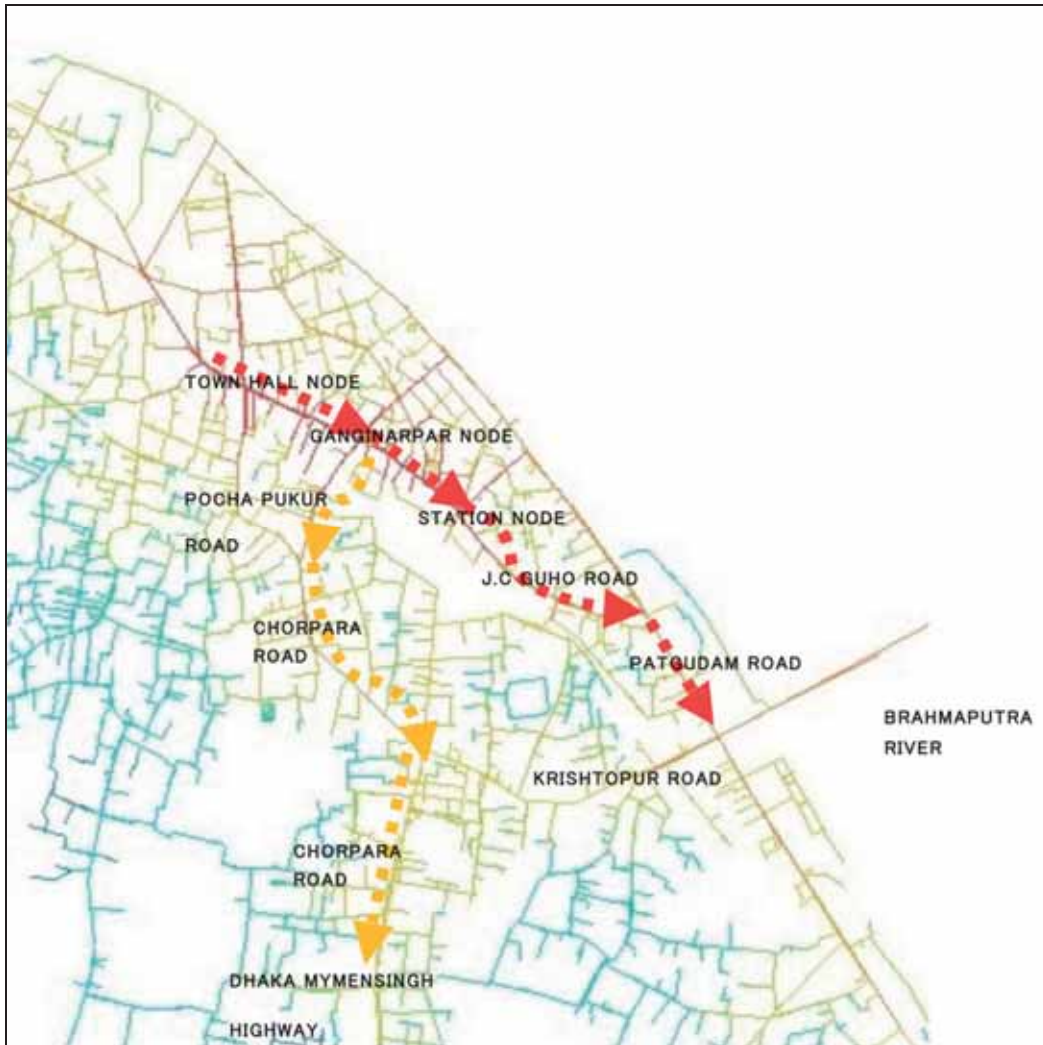 TOWN HALL NODE
GANGINARPAR NODE
POCHA PUKUR
ROAD
STATION NODE
J.C GUHO ROAD
CHORPARA
ROAD
PATGUDAM ROAD
BRAHMAPUTRA
RIVER
KRISHTOPUR ROAD
CHORPARA
ROAD
DHAKA MYMENSINGH
HIGHWAY